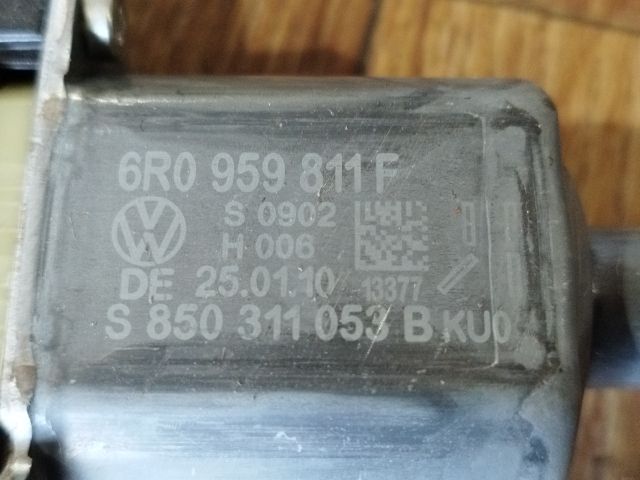 6R0 959 811 F
S 0902
H 006
DE 25.01.10 13377
S 850 311 053 B KU0